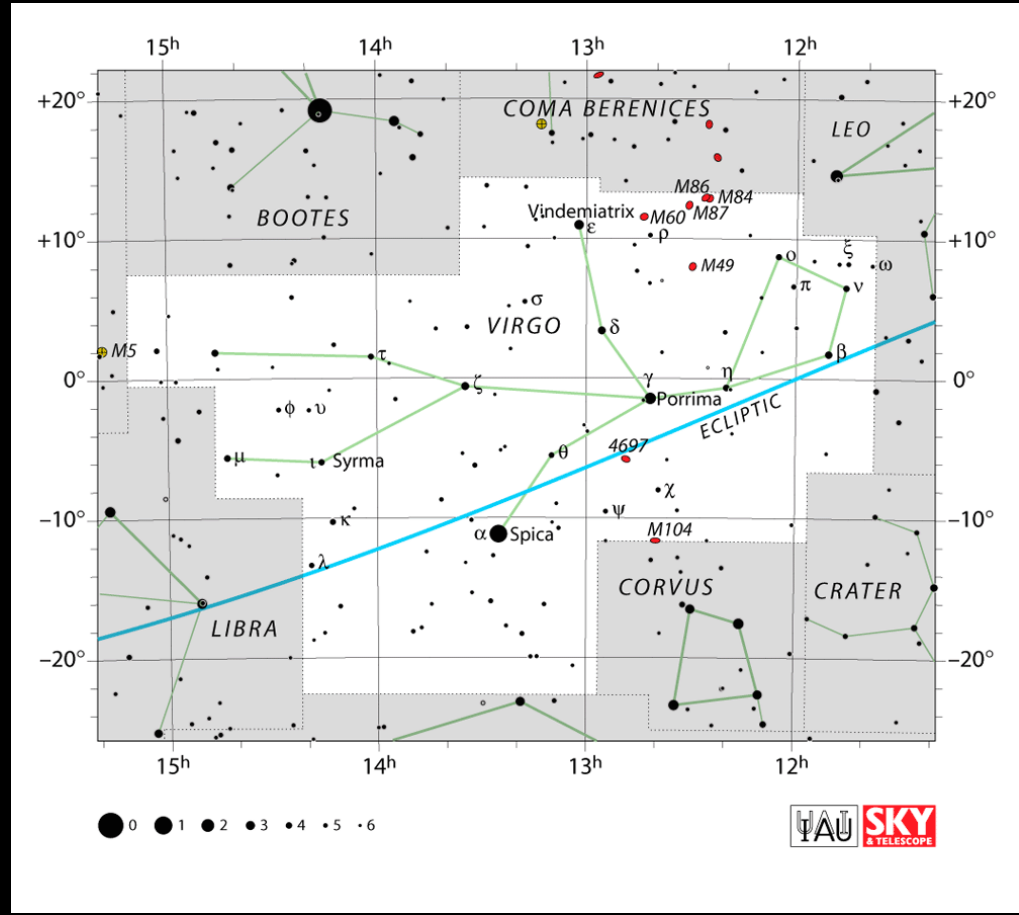 15h 14h 13h 12h
+20° COMA BERENICES +20°
LEO
M86 M84
Vindemiatrix ε M60 M87
BOOTES ρ
+10° +10°
ξ
ο ω
M49
π ν
σ
VIRGO δ
M5 τ β
0° ζ γ η 0°
Porrima
ϕ υ ECLIPTIC
θ 4697
μ ι Syrma
χ
ψ
−10° κ −10°
α Spica M104
λ
CORVUS CRATER
LIBRA
−20° −20°
15h 14h 13h 12h
0 1 2 3 4 5 6
IAU SKY
& TELESCOPE